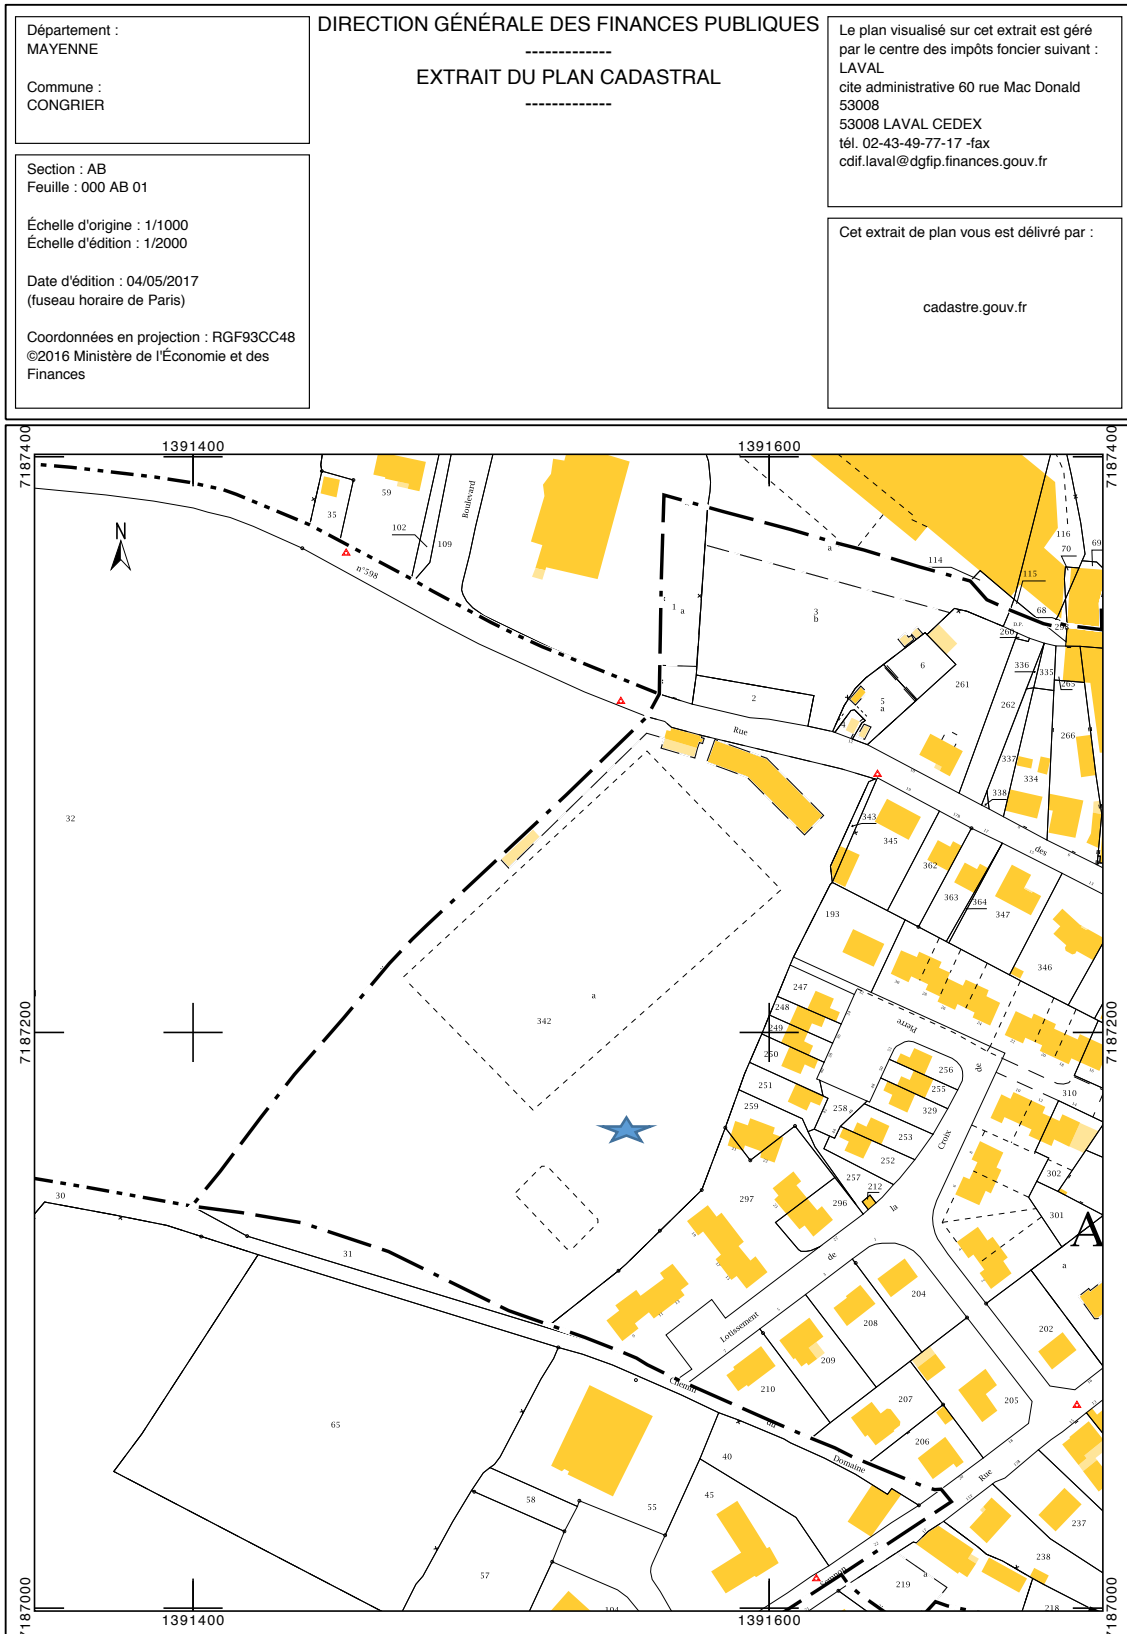 Département :
MAYENNE
Commune :
CONGRIER
Section : AB
Feuille : 000 AB 01
Échelle d'origine : 1/1000
Échelle d'édition : 1/2000
Date d'édition : 04/05/2017
(fuseau horaire de Paris)
Coordonnées en projection : RGF93CC48
©2016 Ministère de l'Économie et des
Finances
DIRECTION GÉNÉRALE DES FINANCES PUBLIQUES
-------------
EXTRAIT DU PLAN CADASTRAL
-------------
Le plan visualisé sur cet extrait est géré
par le centre des impôts foncier suivant :
LAVAL
cite administrative 60 rue Mac Donald
53008
53008 LAVAL CEDEX
tél. 02-43-49-77-17 -fax
cdif.laval@dgfip.finances.gouv.fr
Cet extrait de plan vous est délivré par :
cadastre.gouv.fr
1391400
1391600
7187400
7187400
N
59
35
102
109
Boulevard
n°598
1
a
a
3
b
2
114
116
70
69
115
68
D.P.
260
6
261
5
a
4
336
335
265
262
266
337
334
338
Rue
des
32
343
345
362
363
364
347
346
193
a
342
7187200
7187200
247
248
249
250
251
259
258
253
252
257
256
255
329
310
302
301
212
297
296
Pierre
de
Croix
la
de
Lotissement
A
a
30
31
204
208
209
210
202
205
207
206
65
Chemin
du
Domaine
Rue
40
45
55
58
57
104
237
238
219
a
218
7187000
7187000
1391400
1391600